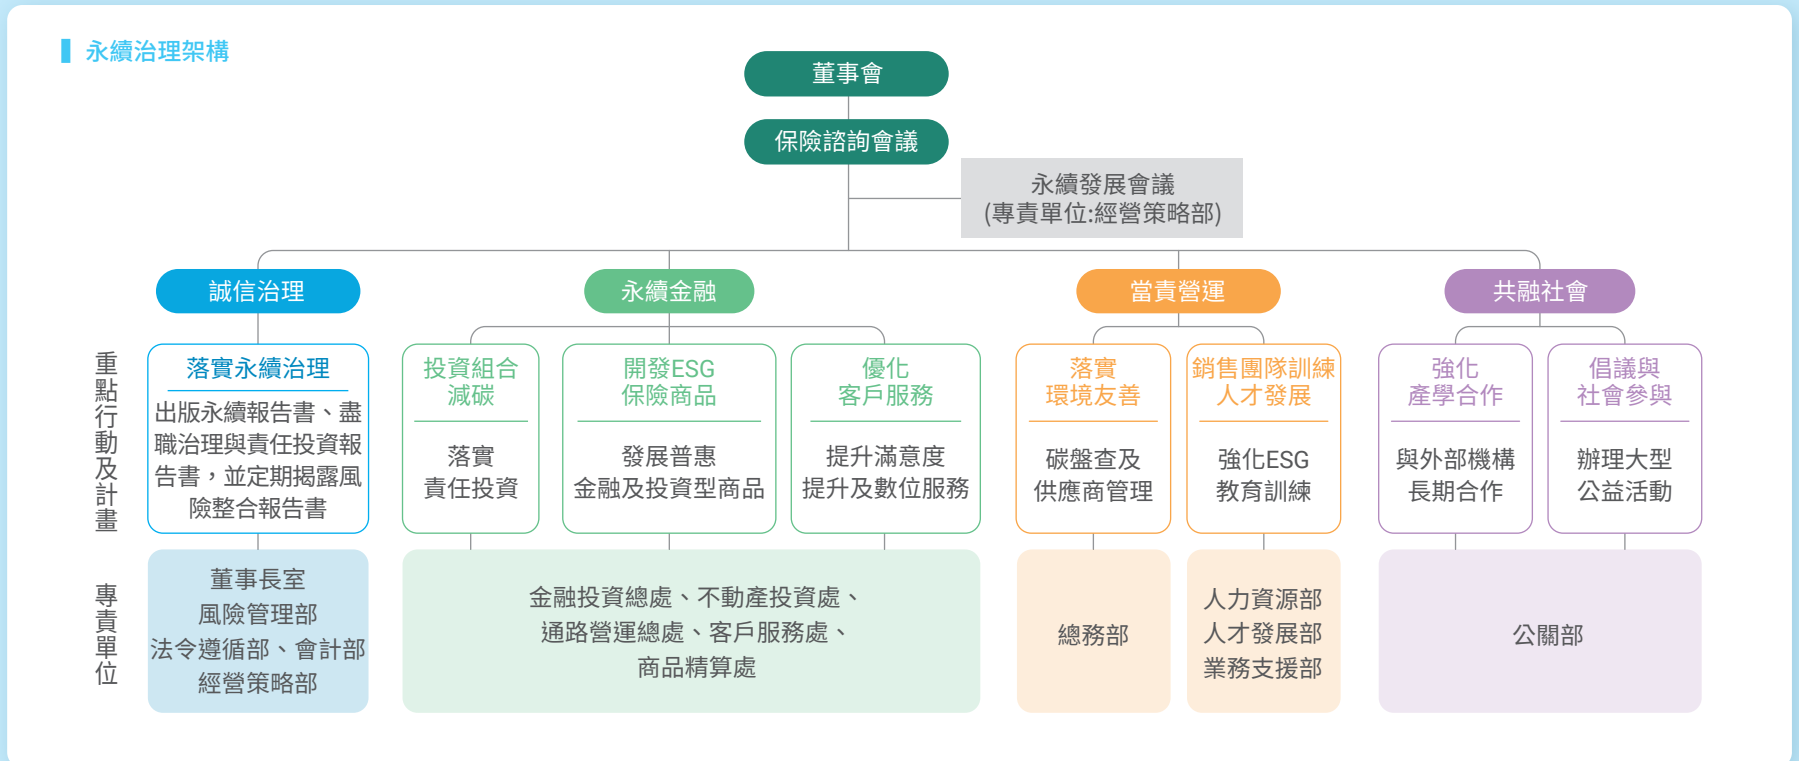 永續治理架構
董事會
保險諮詢會議
永續發展會議
(專責單位:經營策略部)
誠信治理
永續金融
當責營運
共融社會
重點行動及計畫
落實永續治理
出版永續報告書、盡
職治理與責任投資報
告書，並定期揭露風
險整合報告書
投資組合
減碳
落實
責任投資
開發ESG
保險商品
發展普惠
金融及投資型商品
優化
客戶服務
提升滿意度
提升及數位服務
落實
環境友善
碳盤查及
供應商管理
銷售團隊訓練
人才發展
強化ESG
教育訓練
強化
產學合作
與外部機構
長期合作
倡議與
社會參與
辦理大型
公益活動
專責單位
董事長室
風險管理部
法令遵循部、會計部
經營策略部
金融投資總處、不動產投資處、
通路營運總處、客戶服務處、
商品精算處
總務部
人力資源部
人才發展部
業務支援部
公關部